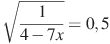 √(1/(4 − 7x)) = 0,5